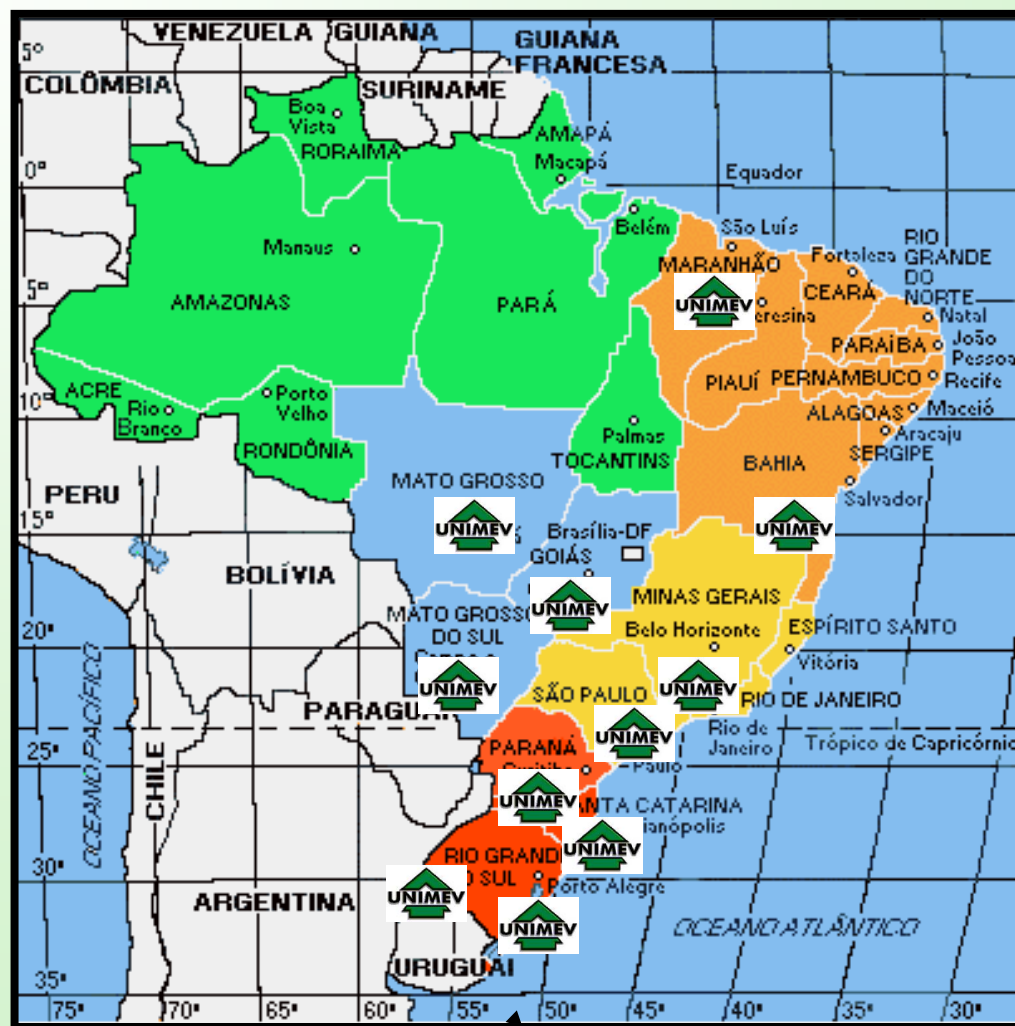 VENEZUELA
GUIANA
GUIANA
FRANCESA
SURINAME
COLÔMBIA
5°
Boa
Vista
RORAIMA
AMAPÁ
Macapá
Equador
0°
Belém
São Luís
RIO
GRANDE
DO
NORTE
Fortaleza
Manaus
MARANHÃO
CEARÁ
UNIMEV
5°
AMAZONAS
PARÁ
Natal
PARAÍBA
João
Pessoa
PIAUÍ
PERNAMBUCO
Recife
ACRE
Rio
Branco
Porto
Velho
10°
ALAGOAS
Maceió
Palmas
Aracaju
RONDÔNIA
TOCANTINS
BAHIA
SERGIPE
MATO GROSSO
PERU
Salvador
15°
UNIMEV
Brasília-DF
UNIMEV
GOIÁS
BOLÍVIA
MINAS GERAIS
MATO GROSSO
DO SUL
UNIMEV
20°
Belo Horizonte
ESPÍRITO SANTO
Vitória
UNIMEV
SÃO PAULO
UNIMEV
RIO DE JANEIRO
PARAGUAI
Rio de
Janeiro
UNIMEV
Trópico de Capricórnio
25°
PARANÁ
Paulo
OCEANO PACÍFICO
CHILE
UNIMEV
UNIMEV
30°
Porto Alegre
UNIMEV
ARGENTINA
UNIMEV
OCEANO ATLÂNTICO
URUGUAI
35°
75°
70°
60°
55°
50°
45°
40°
35°
30°